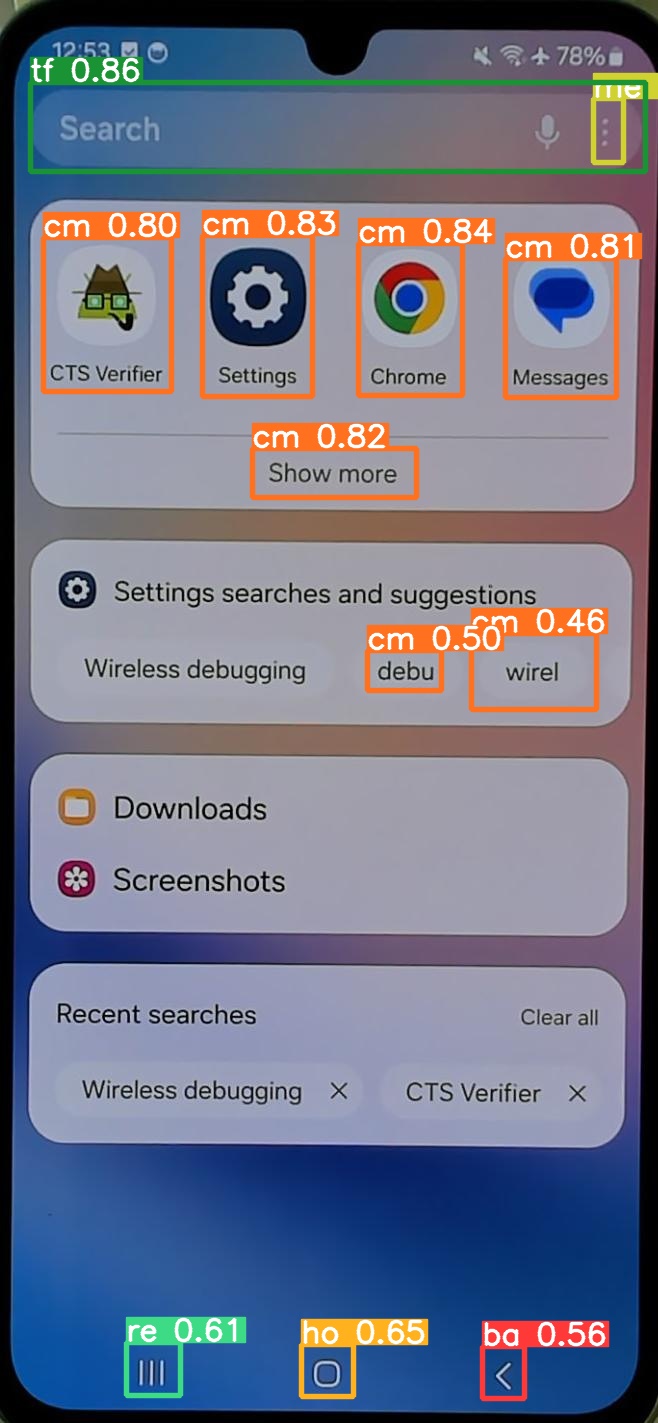 12:53 78%
tf 0.86
me
Search
cm 0.80 cm 0.83 cm 0.84 cm 0.81
CTS Verifier Settings Chrome Messages
cm 0.82
Show more
Settings searches and suggestions
cm 0.50 cm 0.46
Wireless debugging debu wirel
Downloads
Screenshots
Recent searches Clear all
Wireless debugging CTS Verifier
re 0.61 ho 0.65 ba 0.56